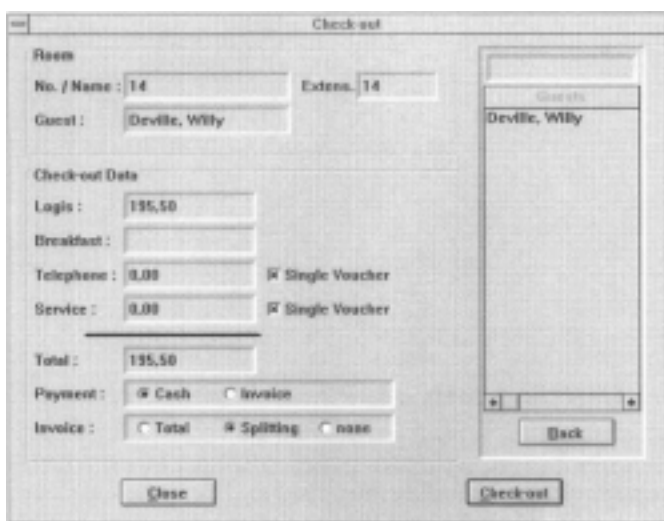 Check-out
Room
No. / Name : 14 Extens. 14
Guest : Deville, Willy
Check-out Data
Logis : 195,50
Breakfast :
Telephone : 0,00 Single Voucher
Service : 0,00 Single Voucher
Total : 195,50
Payment : Cash Invoice
Invoice : Total Splitting none
Close
Guests
Deville, Willy
Back
Check-out